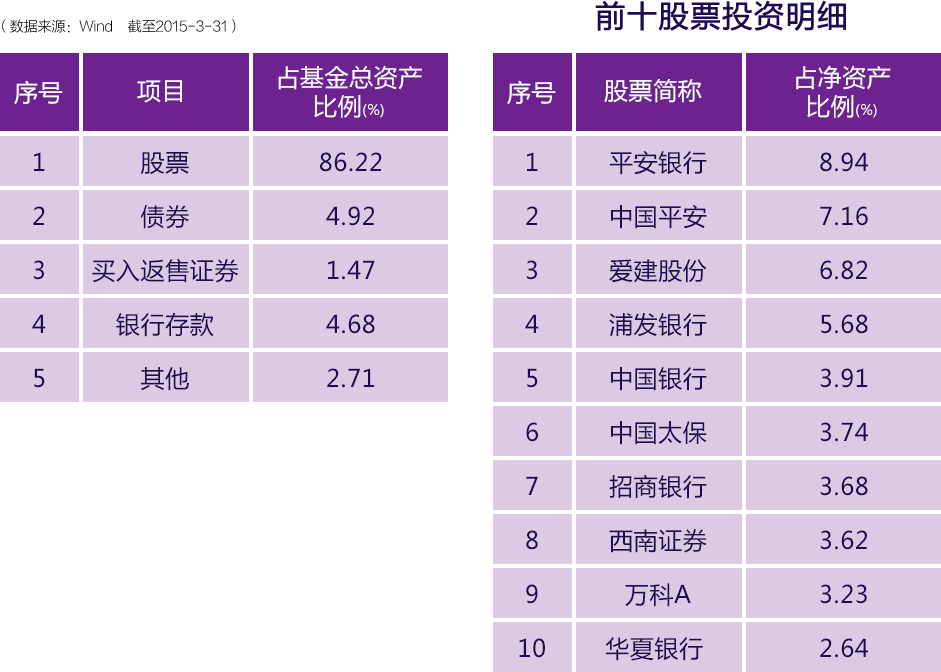 （数据来源：Wind　截至2015-3-31）
序号 项目 占基金总资产
比例(%)
1 股票 86.22
2 债券 4.92
3 买入返售证券 1.47
4 银行存款 4.68
5 其他 2.71
前十股票投资明细
序号 股票简称 占净资产
比例(%)
1 平安银行 8.94
2 中国平安 7.16
3 爱建股份 6.82
4 浦发银行 5.68
5 中国银行 3.91
6 中国太保 3.74
7 招商银行 3.68
8 西南证券 3.62
9 万科A 3.23
10 华夏银行 2.64